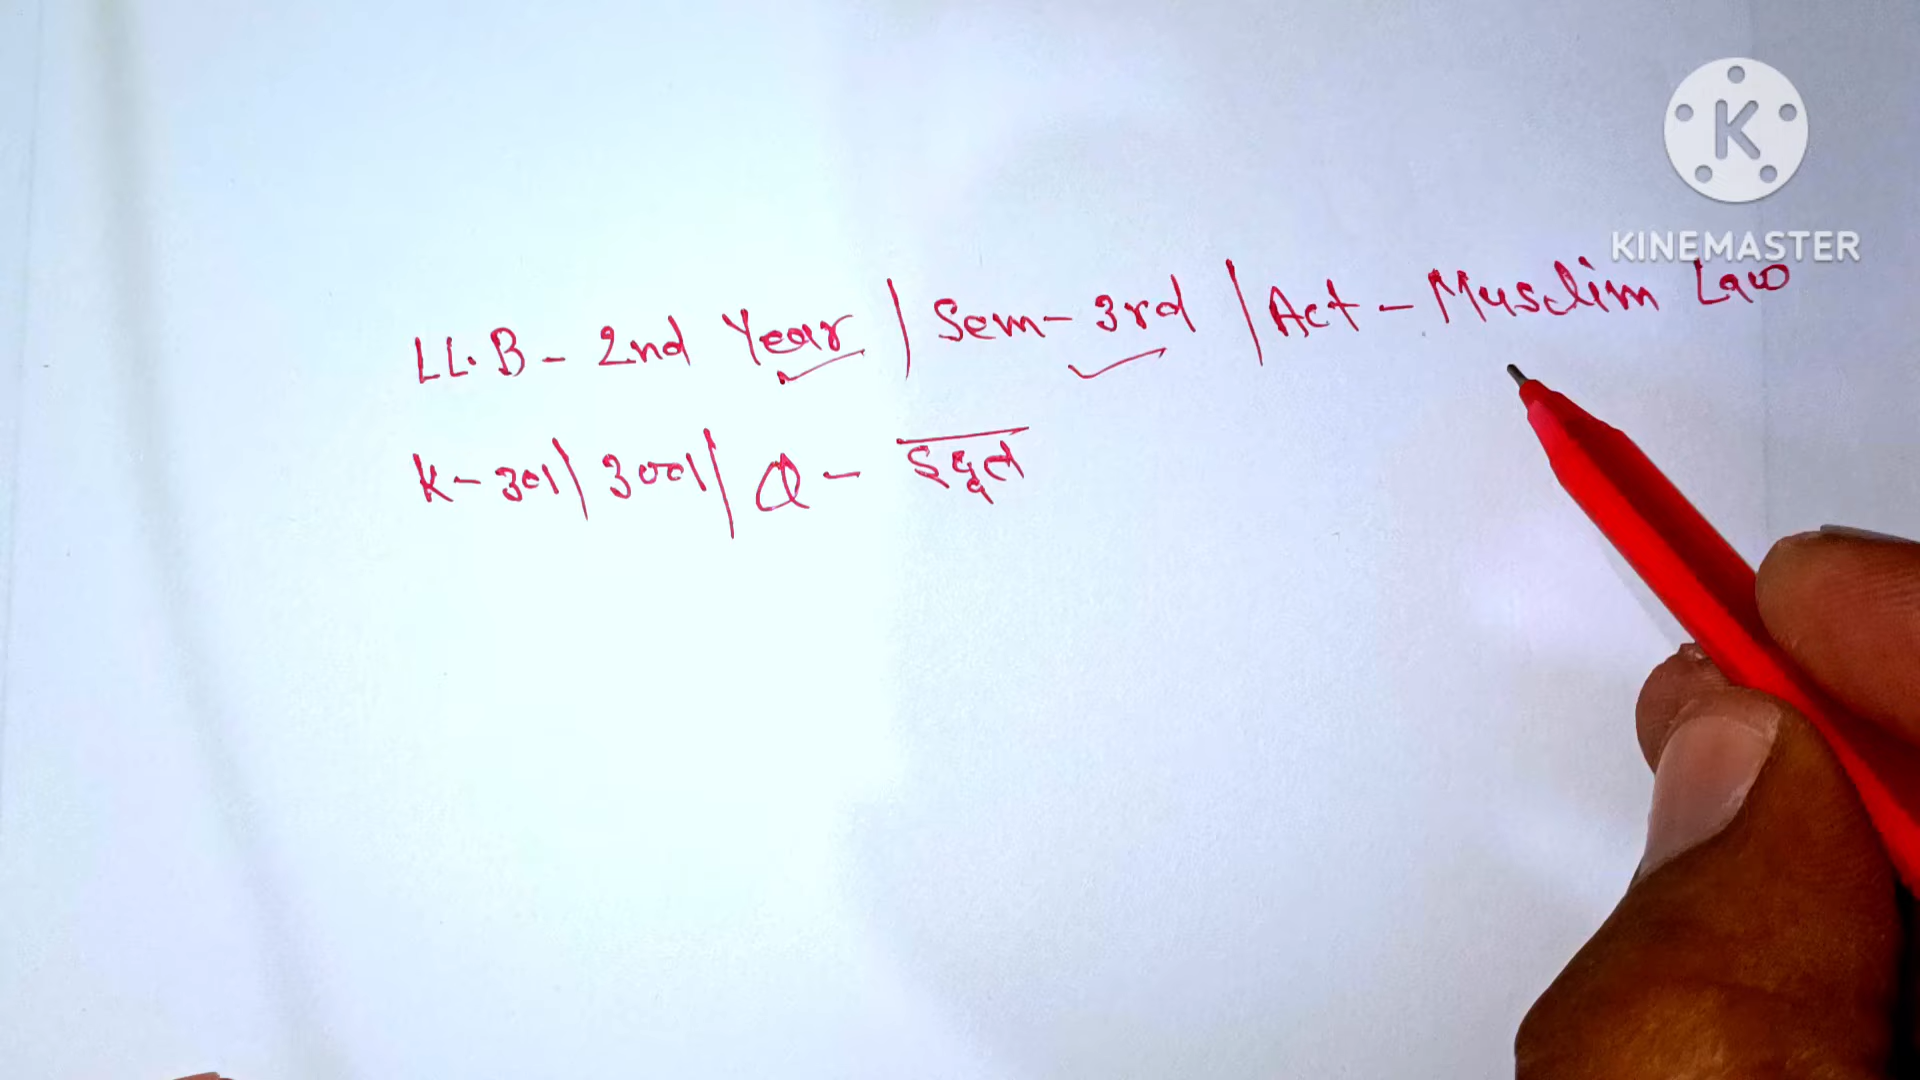 KINEMASTER
LL.B - 2nd Year | Sem - 3rd | Act - Muslim Law
K-301 | 3001 | Q - इद्दत